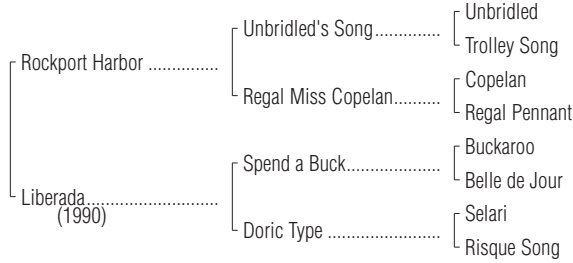 Unbridled
Unbridled's Song..............
Trolley Song
Rockport Harbor ...............
Copelan
Regal Miss Copelan..........
Regal Pennant
Buckaroo
Spend a Buck....................
Belle de Jour
Liberada............................
(1990)
Selari
Doric Type ........................
Risque Song